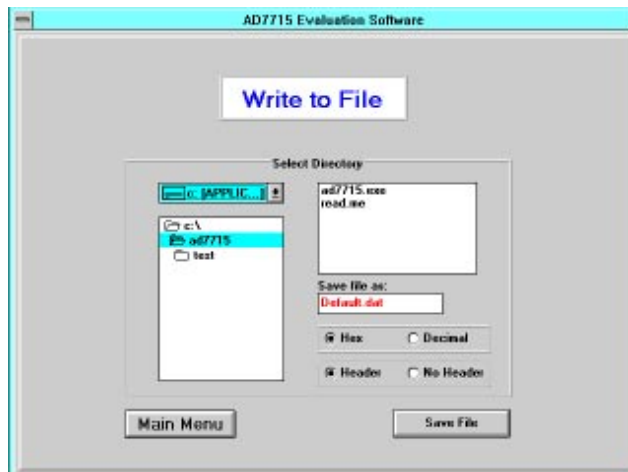 AD7715 Evaluation Software
Write to File
Select Directory
c: [APPLIC...]
c:\
ad7715
test
ad7715.exe
read.me
Save file as:
Default.dat
Hex
Decimal
Header
No Header
Main Menu
Save File